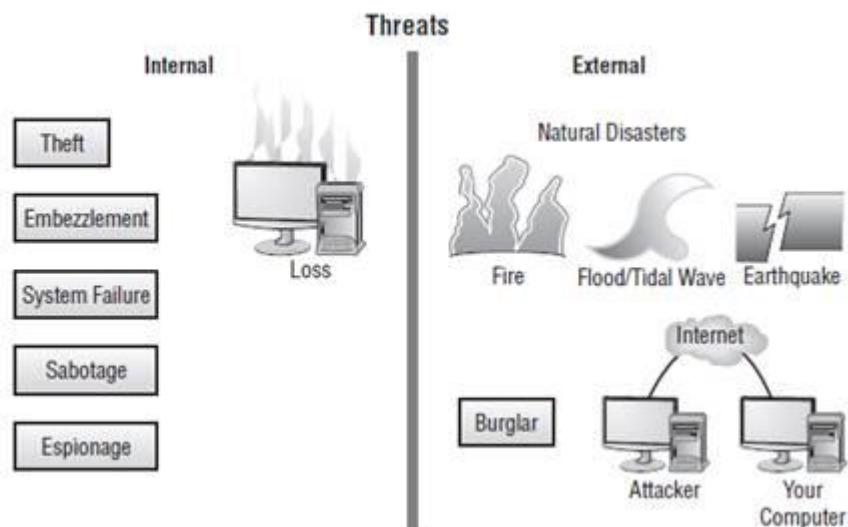 Threats
Internal
Theft
Embezzlement
System Failure
Sabotage
Espionage
Loss
External
Natural Disasters
Fire
Flood/Tidal Wave
Earthquake
Internet
Burglar
Attacker
Your
Computer